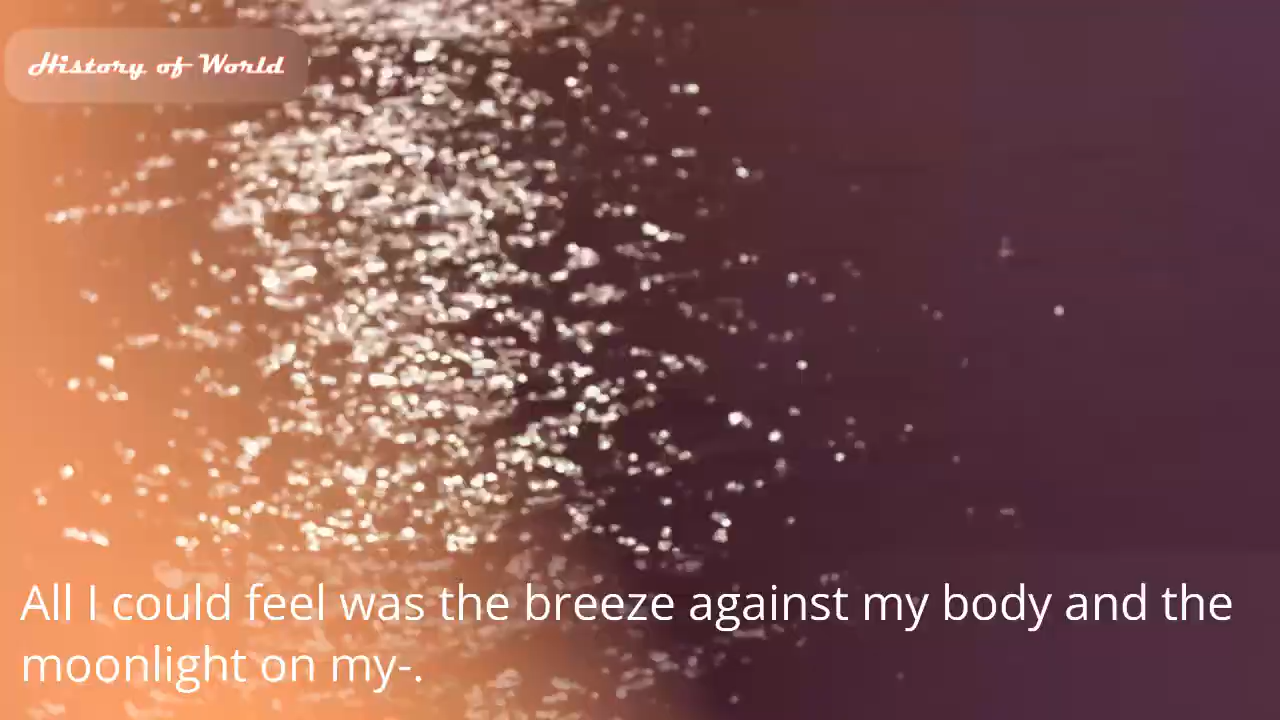 History of World
All I could feel was the breeze against my body and the
moonlight on my-.